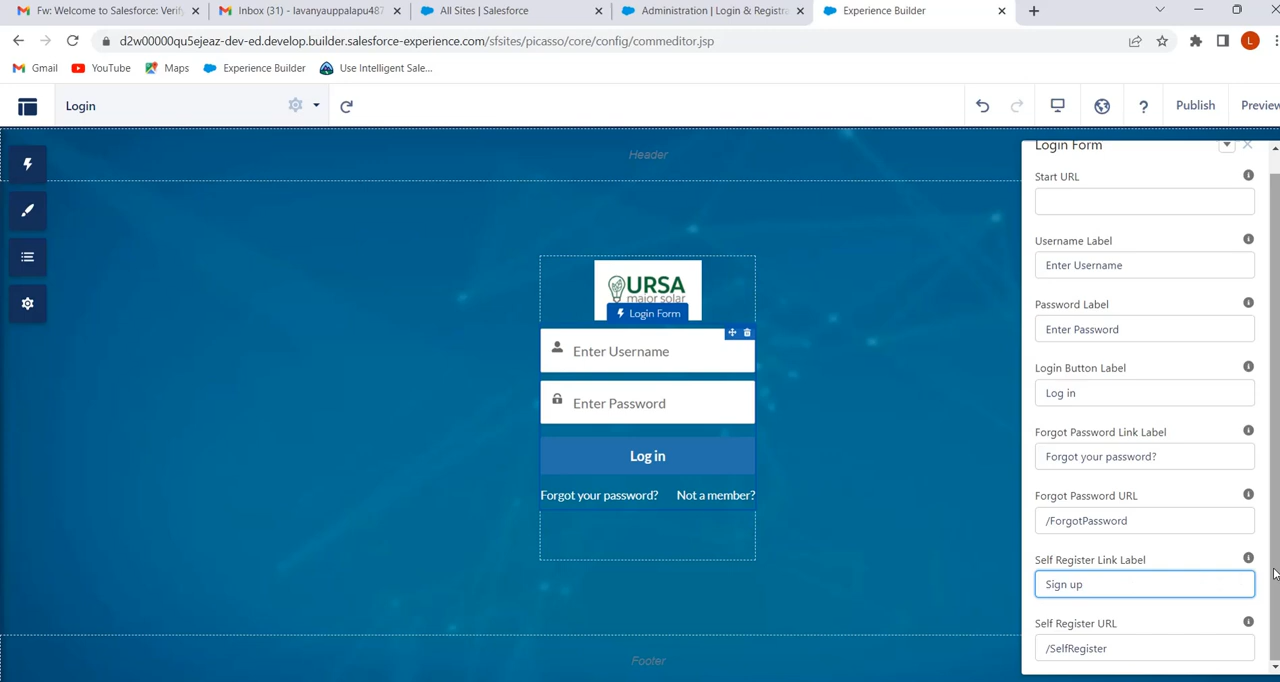 Fw: Welcome to Salesforce: Verify
Inbox (31) - lavanyauppalapu487
All Sites | Salesforce
Administration | Login & Registra
Experience Builder
d2w00000qu5ejeaz-dev-ed.develop.builder.salesforce-experience.com/sfsites/picasso/core/config/commeditor.jsp
L
Gmail
YouTube
Maps
Experience Builder
Use Intelligent Sale...
Login
?
Publish
Preview
Header
URSA
major solar
Login Form
Enter Username
Enter Password
Log in
Forgot your password?
Not a member?
Footer
Login Form
Start URL
Username Label
Enter Username
Password Label
Enter Password
Login Button Label
Log in
Forgot Password Link Label
Forgot your password?
Forgot Password URL
/ForgotPassword
Self Register Link Label
Sign up
Self Register URL
/SelfRegister